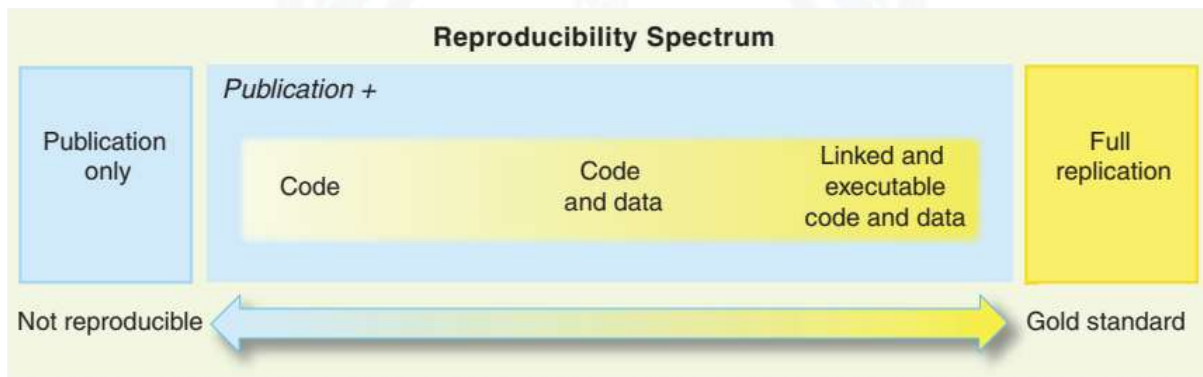 Reproducibility Spectrum
Publication
only
Publication +
Code
Code
and data
Linked and
executable
code and data
Full
replication
Not reproducible
Gold standard